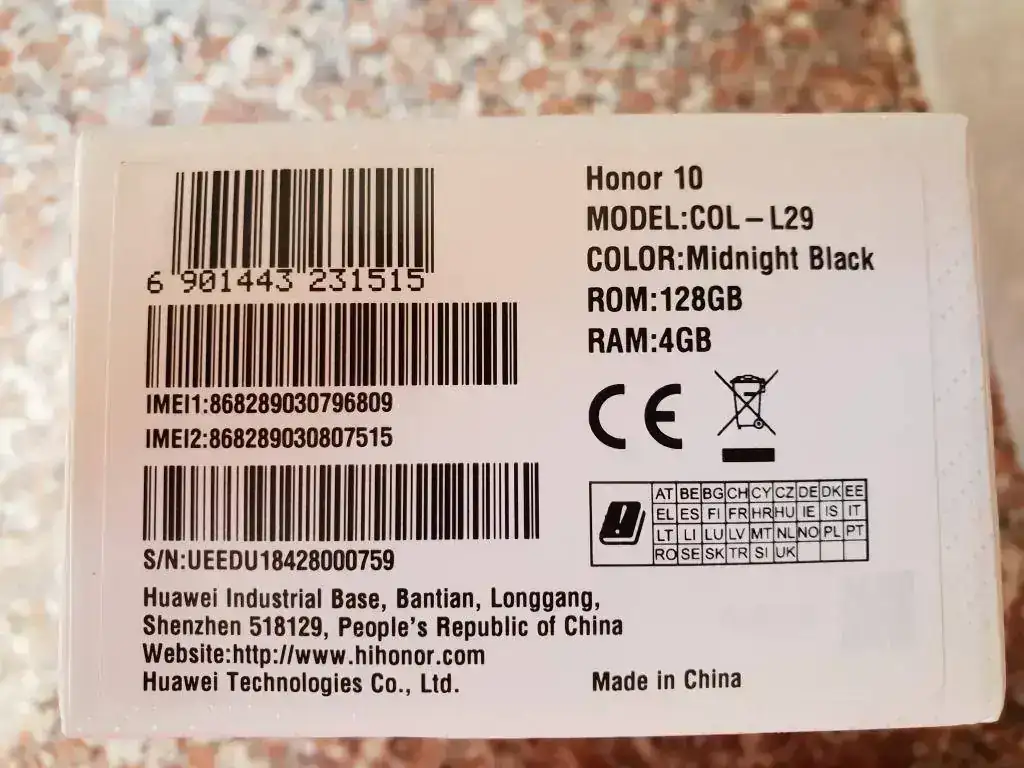 6 901443 231515
IMEI1:868289030796809
IMEI2:868289030807515
S/N:UEEDU18428000759
Huawei Industrial Base, Bantian, Longgang,
Shenzhen 518129, People's Republic of China
Website:http://www.hihonor.com
Huawei Technologies Co., Ltd.
Honor 10
MODEL:COL-L29
COLOR:Midnight Black
ROM:128GB
RAM:4GB
CE
AT BE BG CH CY CZ DE DK EE
EL ES FI FR HR HU IE IS IT
LT LI LU LV MT NL NO PL PT
RO SE SK TR SI UK
Made in China